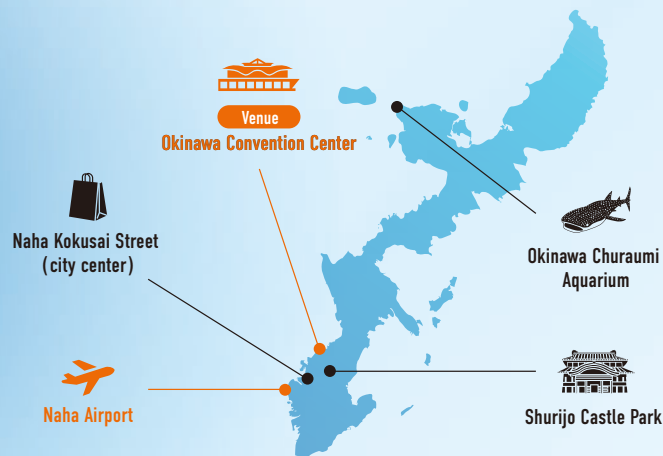 Venue
Okinawa Convention Center
Naha Kokusai Street
(city center)
Okinawa Churaumi
Aquarium
Naha Airport
Shurijo Castle Park